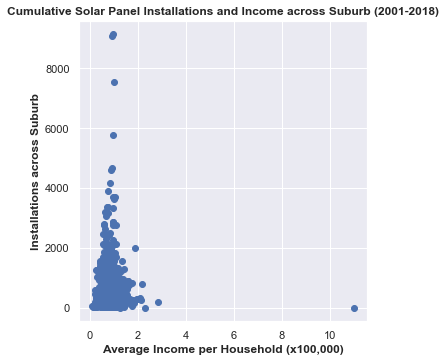 Cumulative Solar Panel Installations and Income across Suburb (2001-2018)
Installations across Suburb
8000
6000
4000
2000
0
0 2 4 6 8 10
Average Income per Household (x100,000)